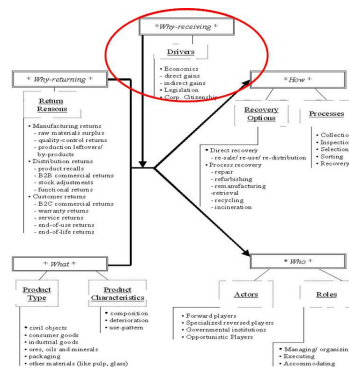 "Why-receiving
Drivers
• Economics
- direct gains
- indirect gains
• Legislation
• Corp. Citizenship
* Why-returning *
Return
Reasons
• Manufacturing returns
- raw materials surplus
- quality-control returns
- production leftovers/
by-products
• Distribution returns
- product recalls
- B2B commercial returns
- stock adjustments
- functional returns
• Customer returns
- B2C commercial returns
- warranty returns
- service returns
- end-of-use returns
- end-of-life returns
* How *
Recovery
Options
• Direct recovery
- re-sale/ re-use/ re-distribution
• Process recovery
- repair
- refurbishing
- remanufacturing
-retrieval
- recycling
- incineration
Processes
• Collectio
• Inspectio
• Selection
• Sorting
• Recovery
* What *
Product
Type
• civil objects
• consumer goods
• industrial goods
• ores, oils and minerals
• packaging
• other materials (like pulp, glass)
Product
Characteristics
• composition
• deterioration
• use-pattern
* Who
Actors
• Forward players
• Specialized reversed players
• Governmental institutions
• Opportunistic Players
Roles
• Managing/ organizin
• Executing
• Accommodating